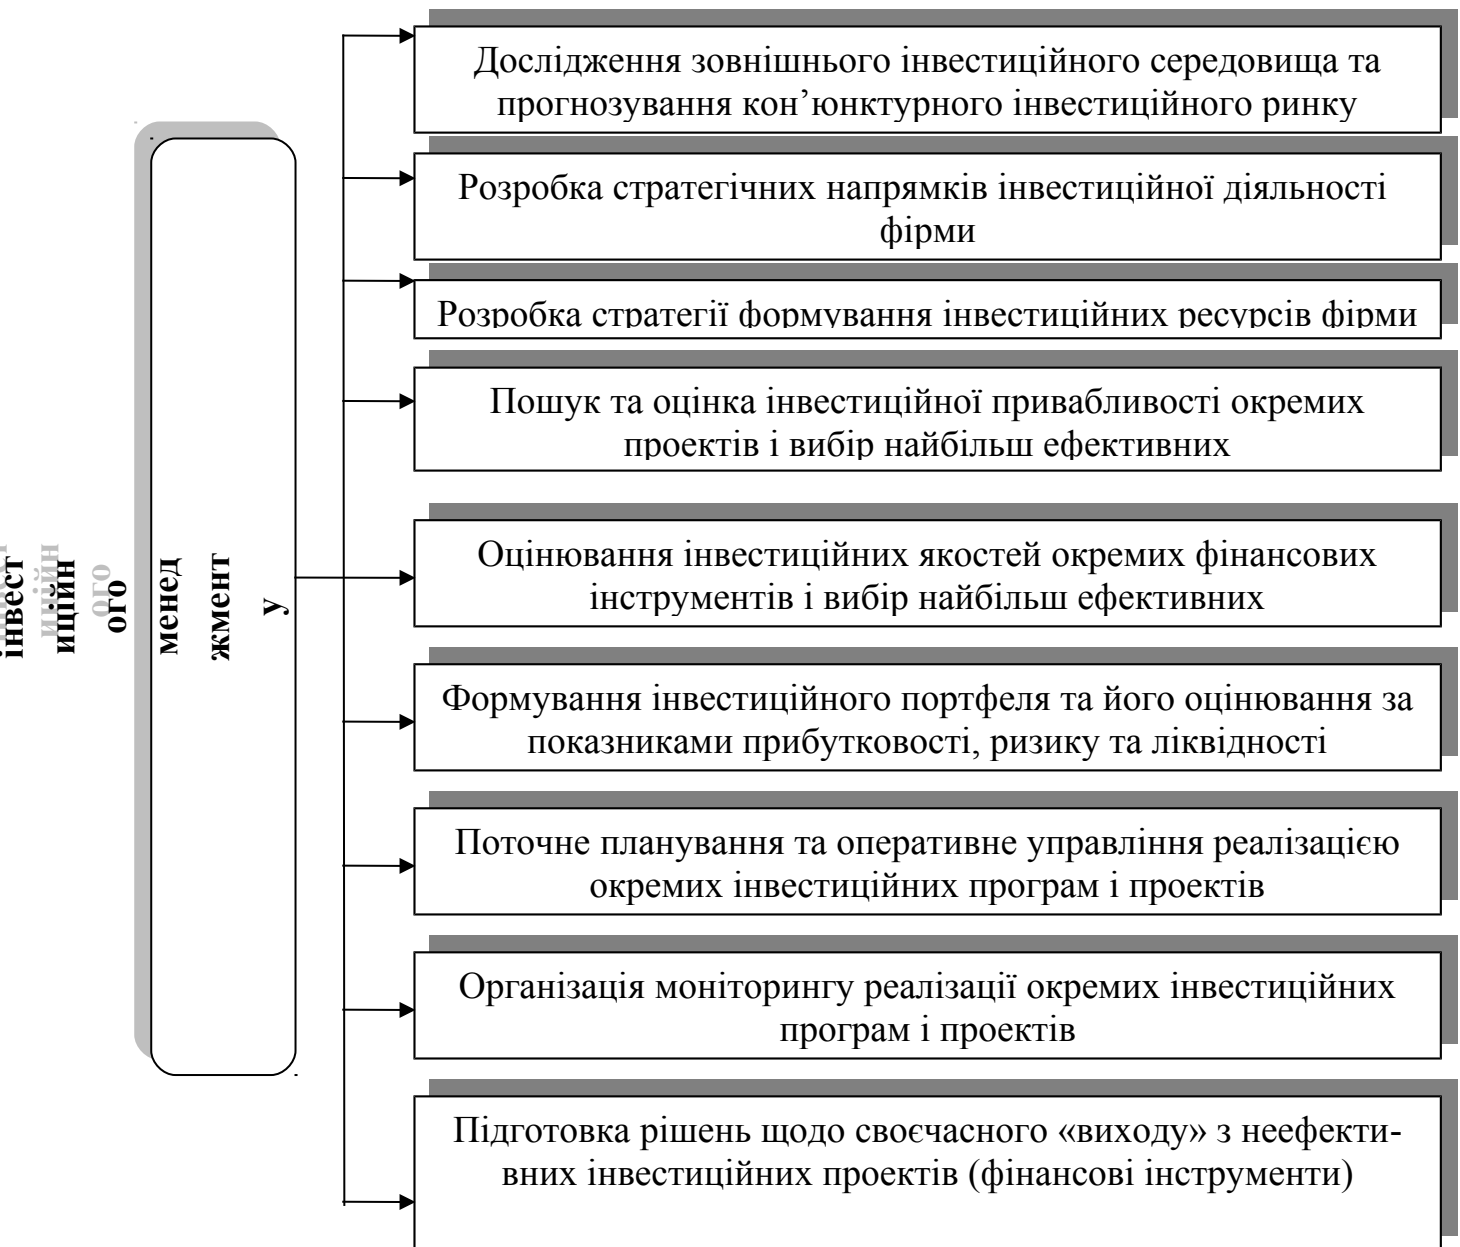 інвест
иційн
ого
менед
жмент
у
Дослідження зовнішнього інвестиційного середовища та
прогнозування кон’юнктурного інвестиційного ринку
Розробка стратегічних напрямків інвестиційної діяльності
фірми
Розробка стратегії формування інвестиційних ресурсів фірми
Пошук та оцінка інвестиційної привабливості окремих
проектів і вибір найбільш ефективних
Оцінювання інвестиційних якостей окремих фінансових
інструментів і вибір найбільш ефективних
Формування інвестиційного портфеля та його оцінювання за
показниками прибутковості, ризику та ліквідності
Поточне планування та оперативне управління реалізацією
окремих інвестиційних програм і проектів
Організація моніторингу реалізації окремих інвестиційних
програм і проектів
Підготовка рішень щодо своєчасного «виходу» з неефекти-
вних інвестиційних проектів (фінансові інструменти)